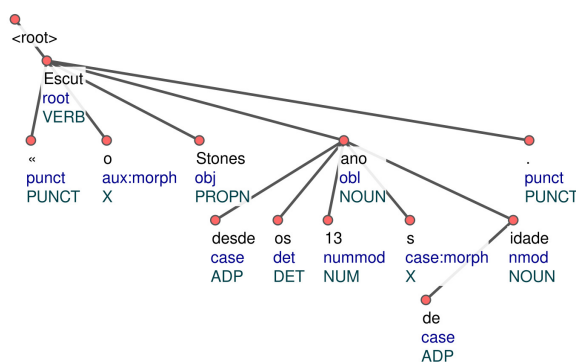 <root>
Escut
root
VERB
« o Stones ano .
punct aux:morph obj obl punct
PUNCT X PROPN NOUN PUNCT
desde os 13 s idade
case det nummod case:morph nmod
ADP DET NUM X NOUN
de
case
ADP